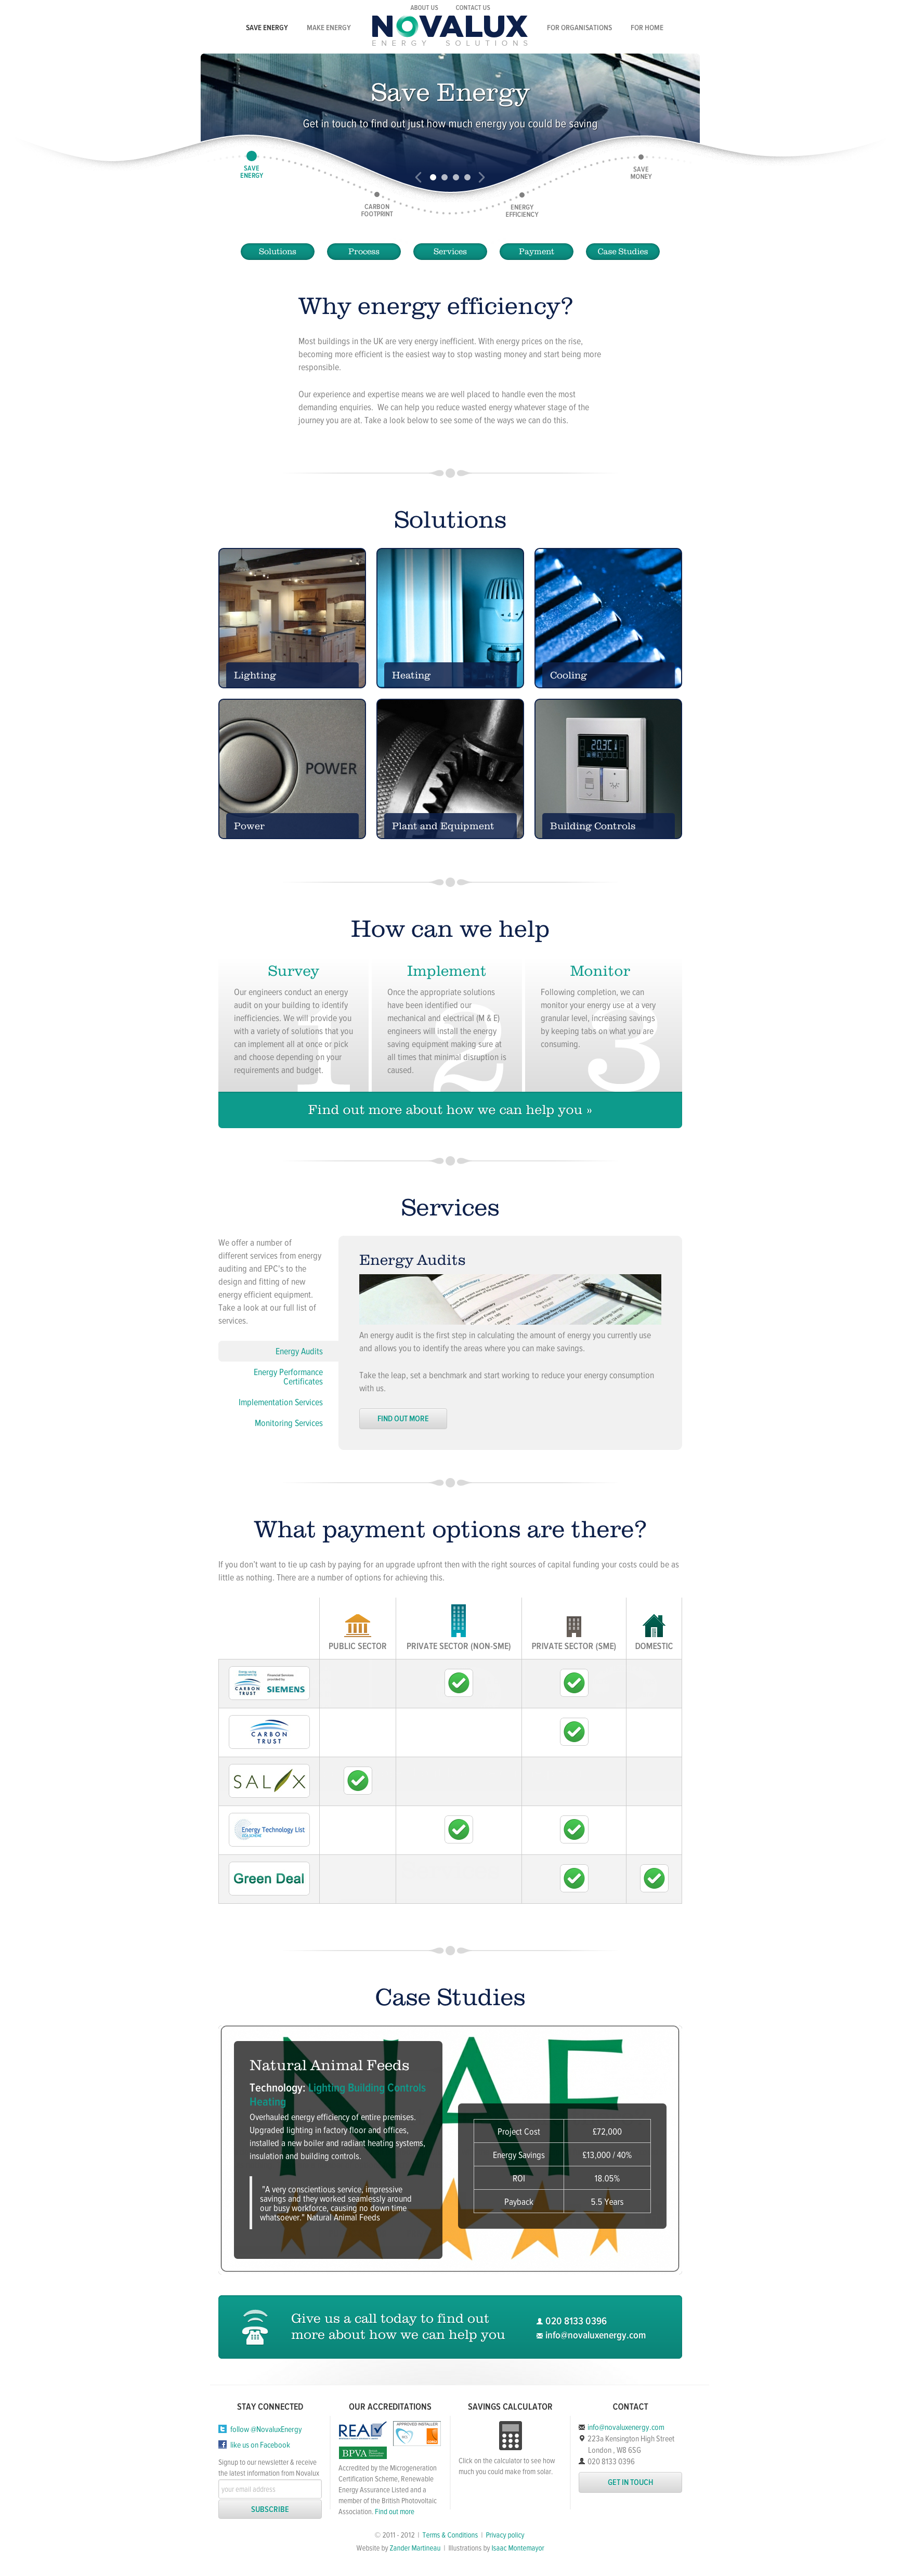 ABOUT US CONTACT US
SAVE ENERGY MAKE ENERGY NOVALUX FOR ORGANISATIONS FOR HOME
ENERGY SOLUTIONS
Save Energy
Get in touch to find out just how much energy you could be saving
SAVE
ENERGY
CARBON
FOOTPRINT
ENERGY
EFFICIENCY
SAVE
MONEY
Solutions Process Services Payment Case Studies
Why energy efficiency?
Most buildings in the UK are very energy inefficient. With energy prices on the rise,
becoming more efficient is the easiest way to stop wasting money and start being more
responsible.
Our experience and expertise means we are well placed to handle even the most
demanding enquiries. We can help you reduce wasted energy whatever stage of the
journey you are at. Take a look below to see some of the ways we can do this.
Solutions
Lighting
Heating
Cooling
POWER
Power
Plant and Equipment
20.3C
Building Controls
How can we help
Survey
Our engineers conduct an energy
audit on your building to identify
inefficiencies. We will provide you
with a variety of solutions that you
can implement all at once or pick
and choose depending on your
requirements and budget.
1
Implement
Once the appropriate solutions
have been identified our
mechanical and electrical (M & E)
engineers will install the energy
saving equipment making sure at
all times that minimal disruption is
caused.
2
Monitor
Following completion, we can
monitor your energy use at a very
granular level, increasing savings
by keeping tabs on what you are
consuming.
3
Find out more about how we can help you »
Services
We offer a number of
different services from energy
auditing and EPC's to the
design and fitting of new
energy efficient equipment.
Take a look at our full list of
services.
Energy Audits
Energy Performance
Certificates
Implementation Services
Monitoring Services
Energy Audits
An energy audit is the first step in calculating the amount of energy you currently use
and allows you to identify the areas where you can make savings.
Take the leap, set a benchmark and start working to reduce your energy consumption
with us.
FIND OUT MORE
What payment options are there?
If you don't want to tie up cash by paying for an upgrade upfront then with the right sources of capital funding your costs could be as
little as nothing. There are a number of options for achieving this.
PUBLIC SECTOR PRIVATE SECTOR (NON-SME) PRIVATE SECTOR (SME) DOMESTIC
CARBON
TRUST
SIEMENS
CARBON
TRUST
SALIX
Energy Technology List
Green Deal
Case Studies
NAF
Natural Animal Feeds
Technology: Lighting Building Controls
Heating
Overhauled energy efficiency of entire premises.
Upgraded lighting in factory floor and offices,
installed a new boiler and radiant heating systems,
insulation and building controls.
"A very conscientious service, impressive
savings and they worked seamlessly around
our busy workforce, causing no down time
whatsoever." Natural Animal Feeds
Project Cost £72,000
Energy Savings £13,000 / 40%
ROI 18.05%
Payback 5.5 Years
Give us a call today to find out
more about how we can help you
020 8133 0396
info@novaluxenergy.com
STAY CONNECTED
follow @NovaluxEnergy
like us on Facebook
Signup to our newsletter & receive
the latest information from Novalux
your email address
SUBSCRIBE
OUR ACCREDITATIONS
REAL
APPROVED INSTALLER
BPVA
Accredited by the Microgeneration
Certification Scheme, Renewable
Energy Assurance Listed and a
member of the British Photovoltaic
Association. Find out more
SAVINGS CALCULATOR
Click on the calculator to see how
much you could make from solar.
CONTACT
info@novaluxenergy.com
223a Kensington High Street
London , W8 6SG
020 8133 0396
GET IN TOUCH
© 2011 - 2012 | Terms & Conditions | Privacy policy
Website by Zander Martineau | Illustrations by Isaac Montemayor